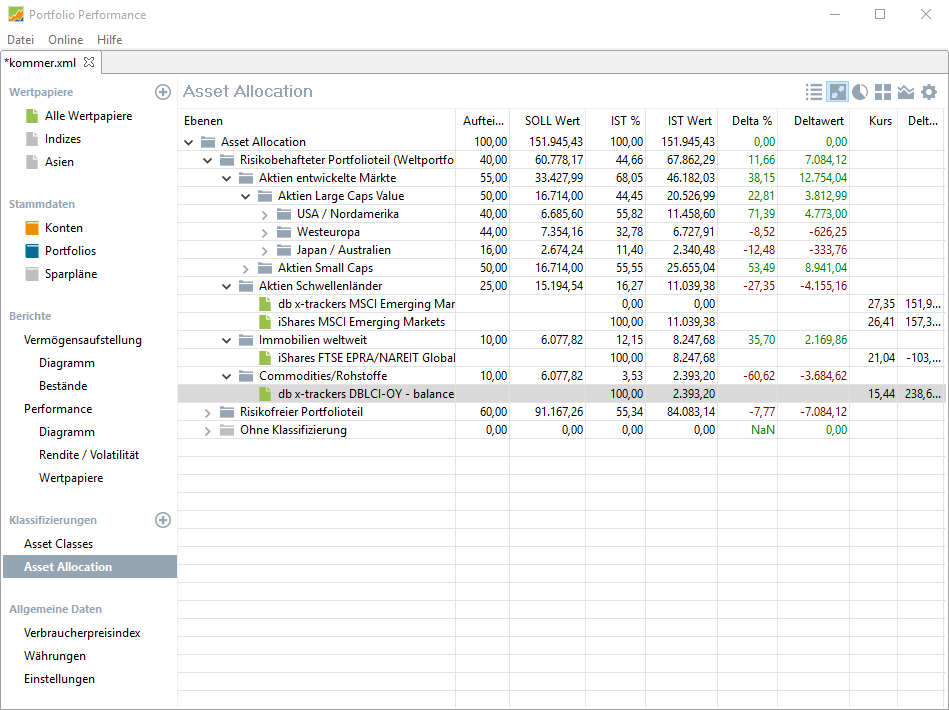 Portfolio Performance
Datei Online Hilfe
*kommer.xml
Wertpapiere
Alle Wertpapiere
Indizes
Asien
Stammdaten
Konten
Portfolios
Sparpläne
Berichte
Vermögensaufstellung
Diagramm
Bestände
Performance
Diagramm
Rendite / Volatilität
Wertpapiere
Klassifizierungen
Asset Classes
Asset Allocation
Allgemeine Daten
Verbraucherpreisindex
Währungen
Einstellungen
Asset Allocation
Ebenen Auftei... SOLL Wert IST % IST Wert Delta % Deltawert Kurs Delt...
Asset Allocation 100,00 151.945,43 100,00 151.945,43 0,00 0,00
Risikobehafteter Portfolioteil (Weltportfo 40,00 60.778,17 44,66 67.862,29 11,66 7.084,12
Aktien entwickelte Märkte 55,00 33.427,99 68,05 46.182,03 38,15 12.754,04
Aktien Large Caps Value 50,00 16.714,00 44,45 20.526,99 22,81 3.812,99
USA / Nordamerika 40,00 6.685,60 55,82 11.458,60 71,39 4.773,00
Westeuropa 44,00 7.354,16 32,78 6.727,91 -8,52 -626,25
Japan / Australien 16,00 2.674,24 11,40 2.340,48 -12,48 -333,76
Aktien Small Caps 50,00 16.714,00 55,55 25.655,04 53,49 8.941,04
Aktien Schwellenländer 25,00 15.194,54 16,27 11.039,38 -27,35 -4.155,16
db x-trackers MSCI Emerging Mar 0,00 0,00 27,35 151,9...
iShares MSCI Emerging Markets 100,00 11.039,38 26,41 157,3...
Immobilien weltweit 10,00 6.077,82 12,15 8.247,68 35,70 2.169,86
iShares FTSE EPRA/NAREIT Global 100,00 8.247,68 21,04 -103,...
Commodities/Rohstoffe 10,00 6.077,82 3,53 2.393,20 -60,62 -3.684,62
db x-trackers DBLCI-OY - balance 100,00 2.393,20 15,44 238,6...
Risikofreier Portfolioteil 60,00 91.167,26 55,34 84.083,14 -7,77 -7.084,12
Ohne Klassifizierung 0,00 0,00 0,00 0,00 NaN 0,00